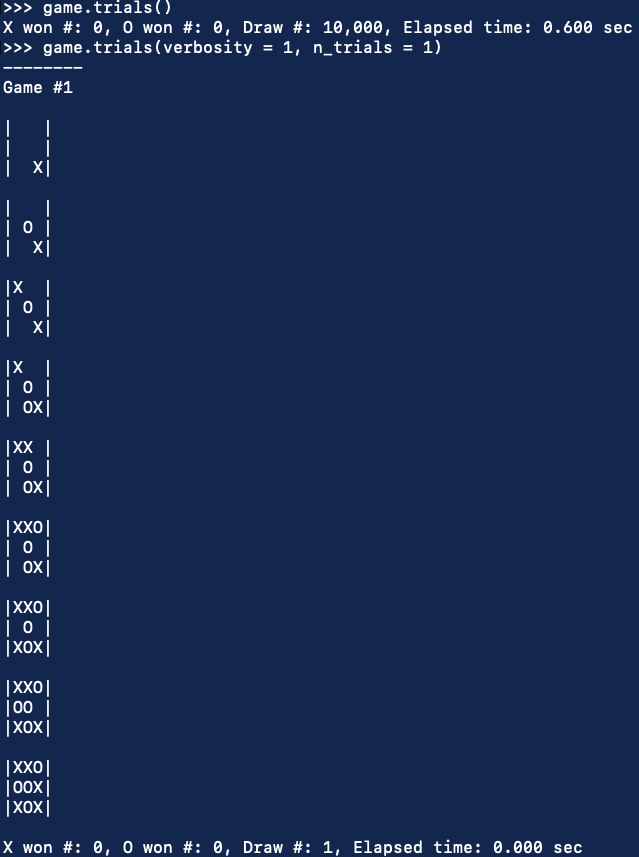 >>> game.trials()
X won #: 0, O won #: 0, Draw #: 10,000, Elapsed time: 0.600 sec
>>> game.trials(verbosity = 1, n_trials = 1)
--------
Game #1

|   |
|   |
|  X|

|   |
| O |
|  X|

|X  |
| O |
|  X|

|X  |
| O |
| OX|

|XX |
| O |
| OX|

|XXO|
| O |
| OX|

|XXO|
| O |
|XOX|

|XXO|
|OO |
|XOX|

|XXO|
|OOX|
|XOX|

X won #: 0, O won #: 0, Draw #: 1, Elapsed time: 0.000 sec